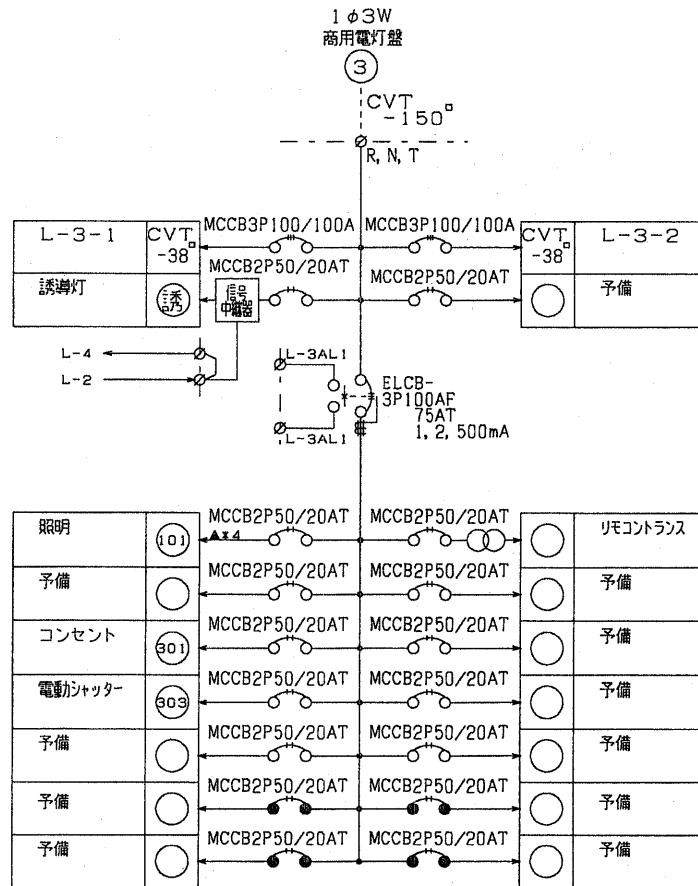 1φ3W
商用電灯盤
3
CVT
-150□
R, N, T
L-3-1 CVT□ -38 MCCB3P100/100A MCCB3P100/100A CVT□ -38 L-3-2
誘導灯 誘 信号中継器 MCCB2P50/20AT MCCB2P50/20AT 予備
L-4
L-2
L-3AL1
L-3AL1
ELCB-
3P100AF
75AT
1, 2, 500mA
照明 101 ▲×4 MCCB2P50/20AT MCCB2P50/20AT リモコントランス
予備 MCCB2P50/20AT MCCB2P50/20AT 予備
コンセント 301 MCCB2P50/20AT MCCB2P50/20AT 予備
電動シャッター 303 MCCB2P50/20AT MCCB2P50/20AT 予備
予備 MCCB2P50/20AT MCCB2P50/20AT 予備
予備 MCCB2P50/20AT MCCB2P50/20AT 予備
予備 MCCB2P50/20AT MCCB2P50/20AT 予備